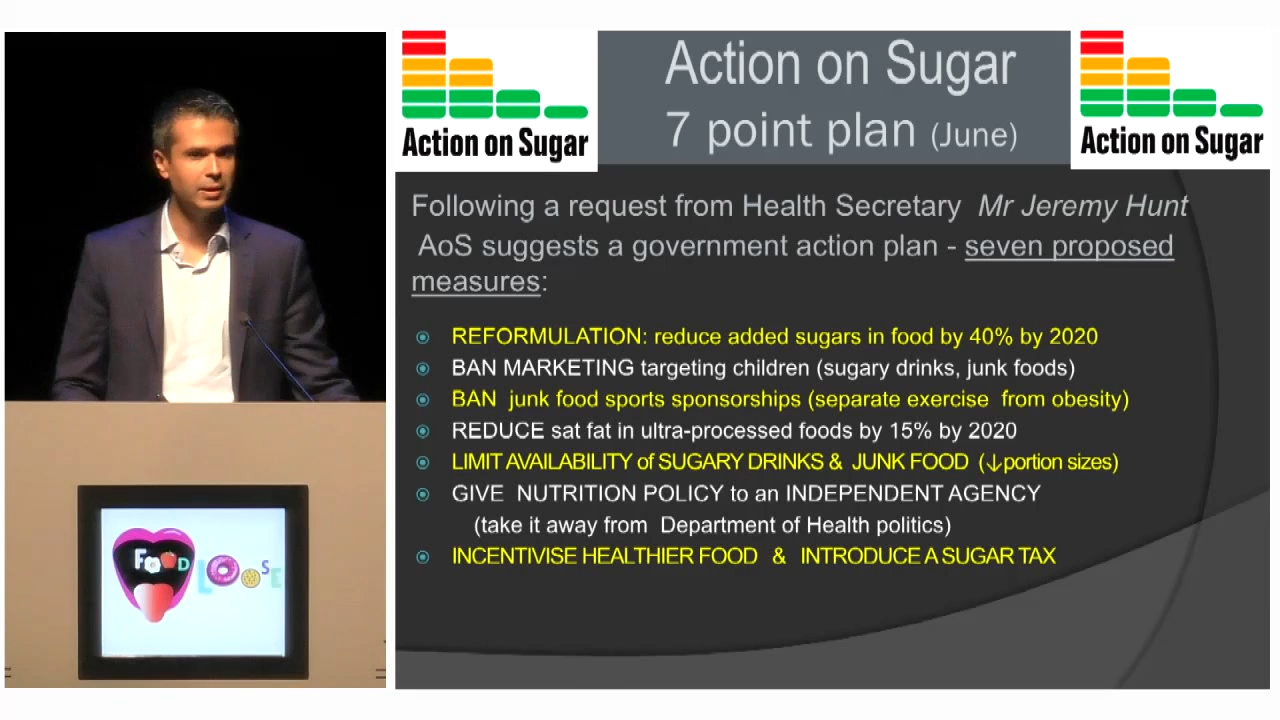 Action on Sugar
Action on Sugar
7 point plan (June)
Action on Sugar
Following a request from Health Secretary Mr Jeremy Hunt
AoS suggests a government action plan - seven proposed
measures:
REFORMULATION: reduce added sugars in food by 40% by 2020
BAN MARKETING targeting children (sugary drinks, junk foods)
BAN junk food sports sponsorships (separate exercise from obesity)
REDUCE sat fat in ultra-processed foods by 15% by 2020
LIMIT AVAILABILITY of SUGARY DRINKS & JUNK FOOD (↓portion sizes)
GIVE NUTRITION POLICY to an INDEPENDENT AGENCY
(take it away from Department of Health politics)
INCENTIVISE HEALTHIER FOOD & INTRODUCE A SUGAR TAX
FOOD
LOOSE